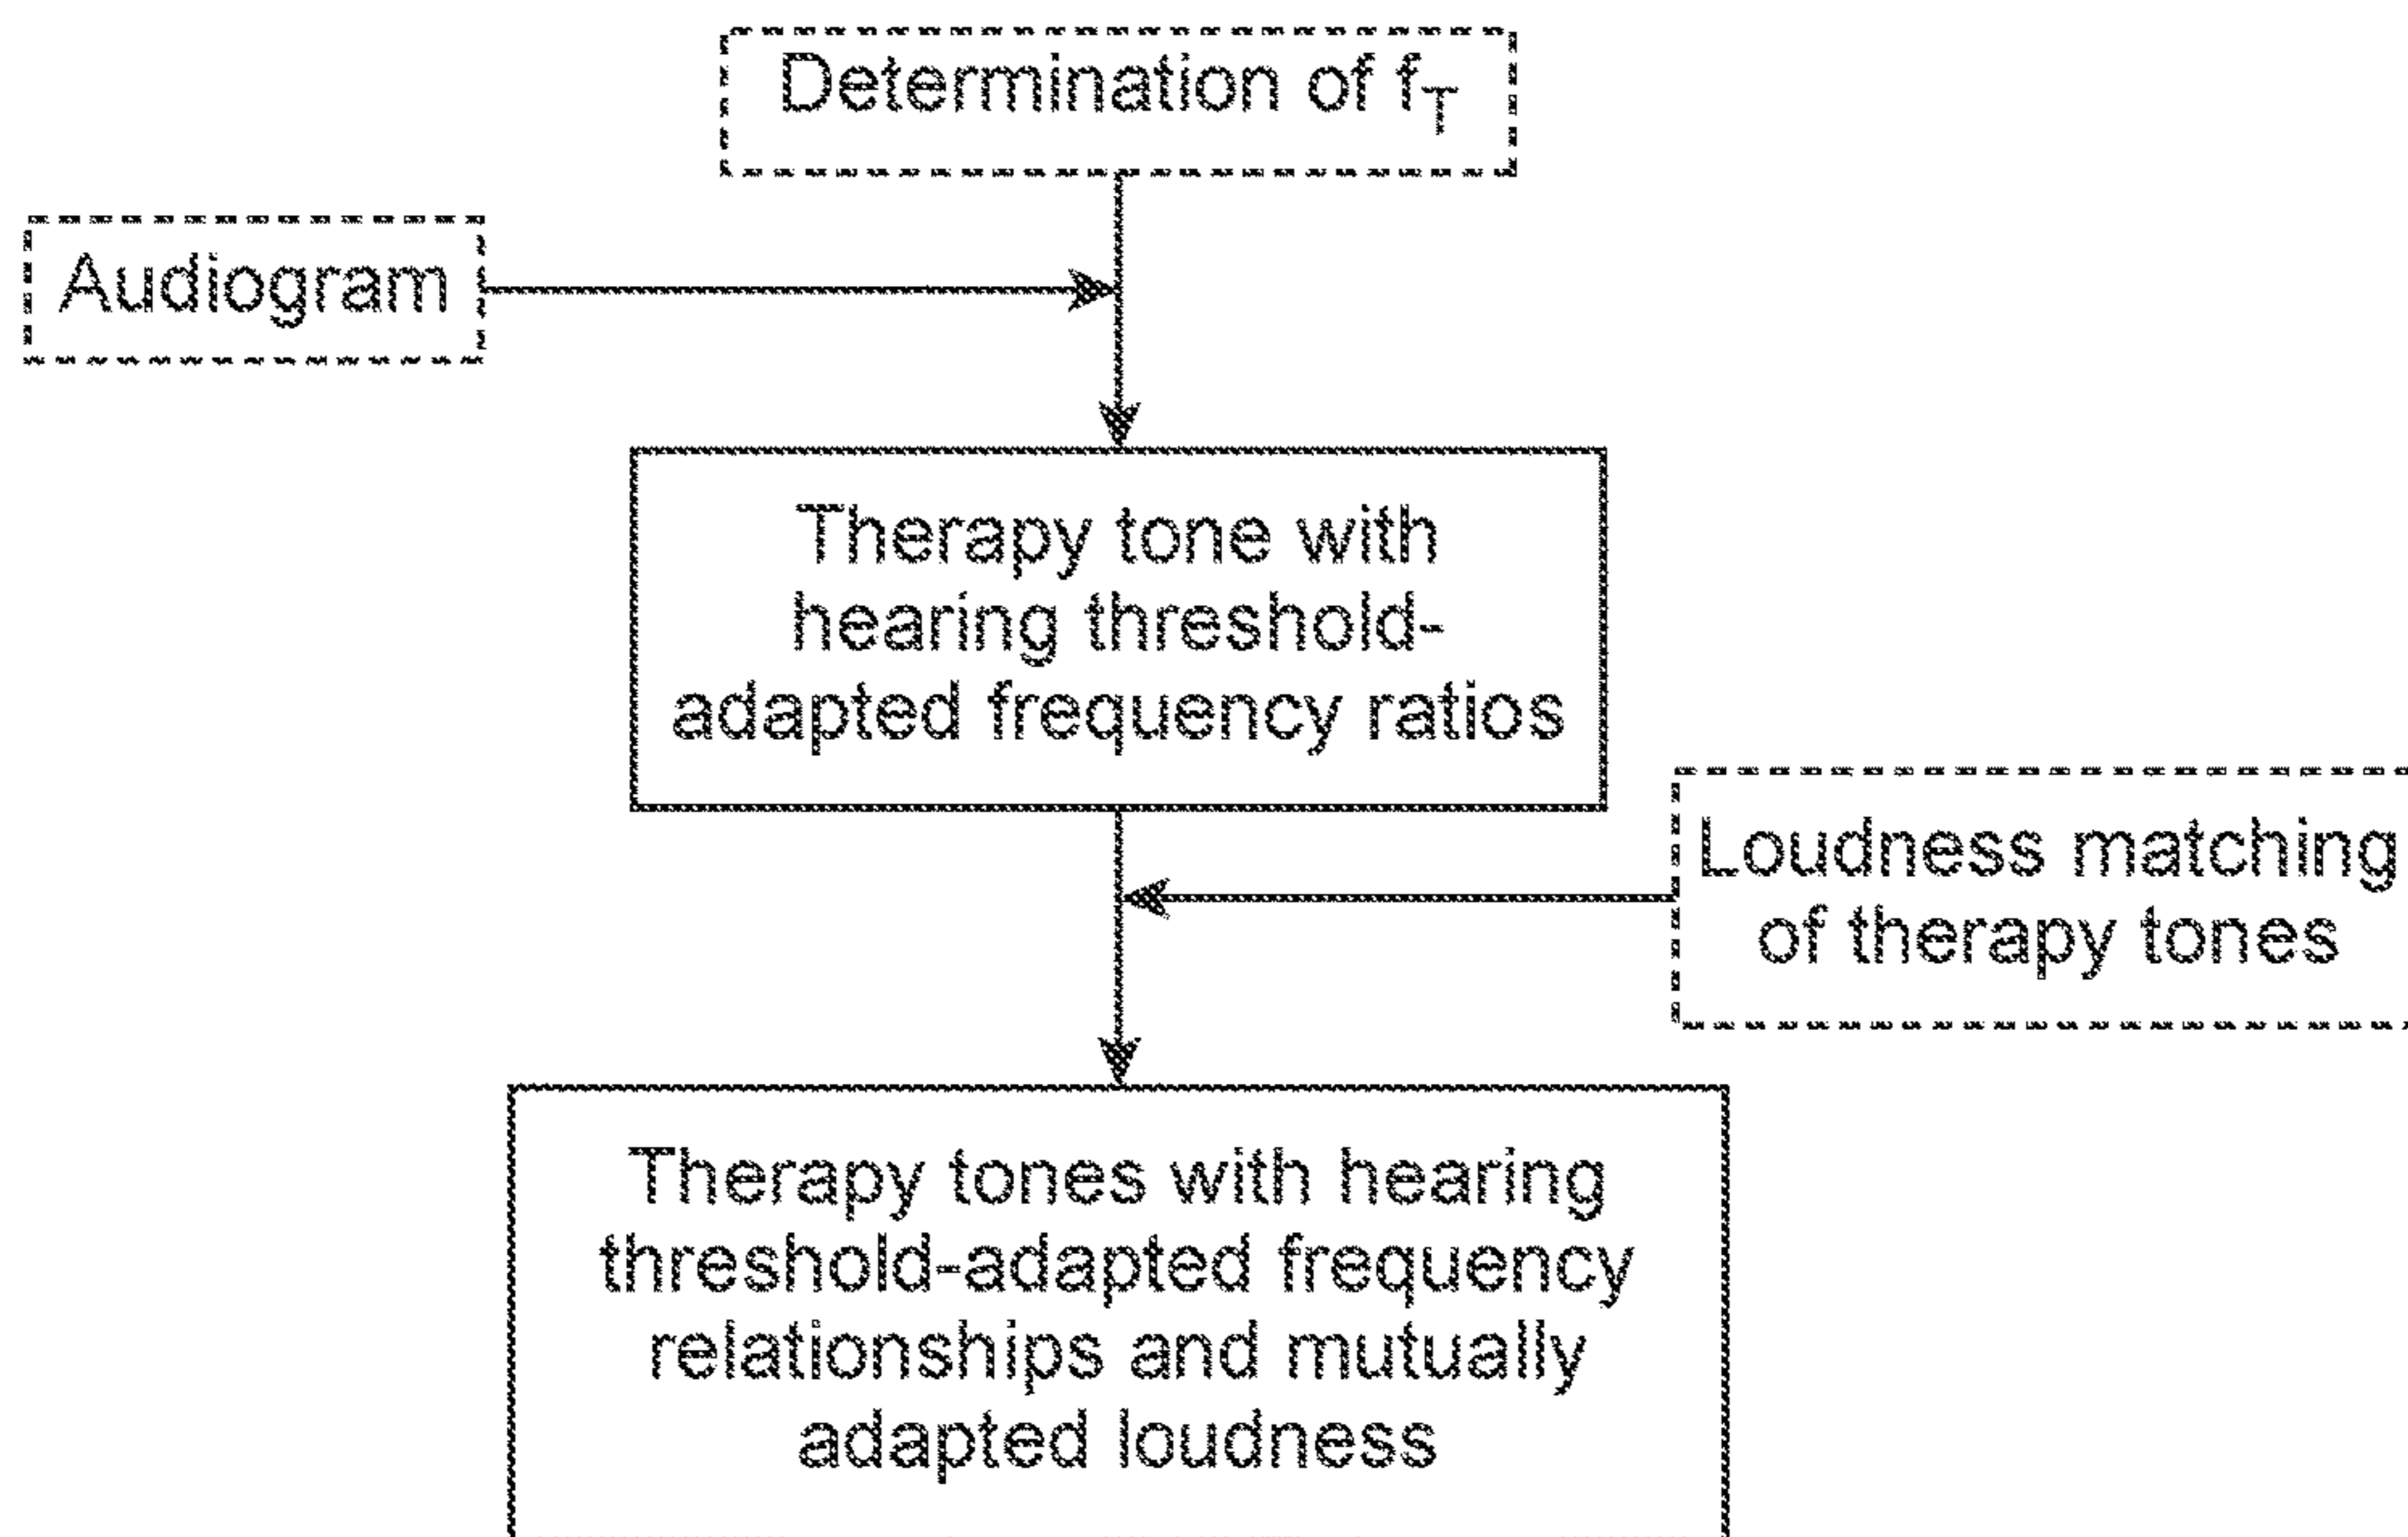 Determination of fT
Audiogram
Therapy tone with
hearing threshold-
adapted frequency ratios
Loudness matching
of therapy tones
Therapy tones with hearing
threshold-adapted frequency
relationships and mutually
adapted loudness